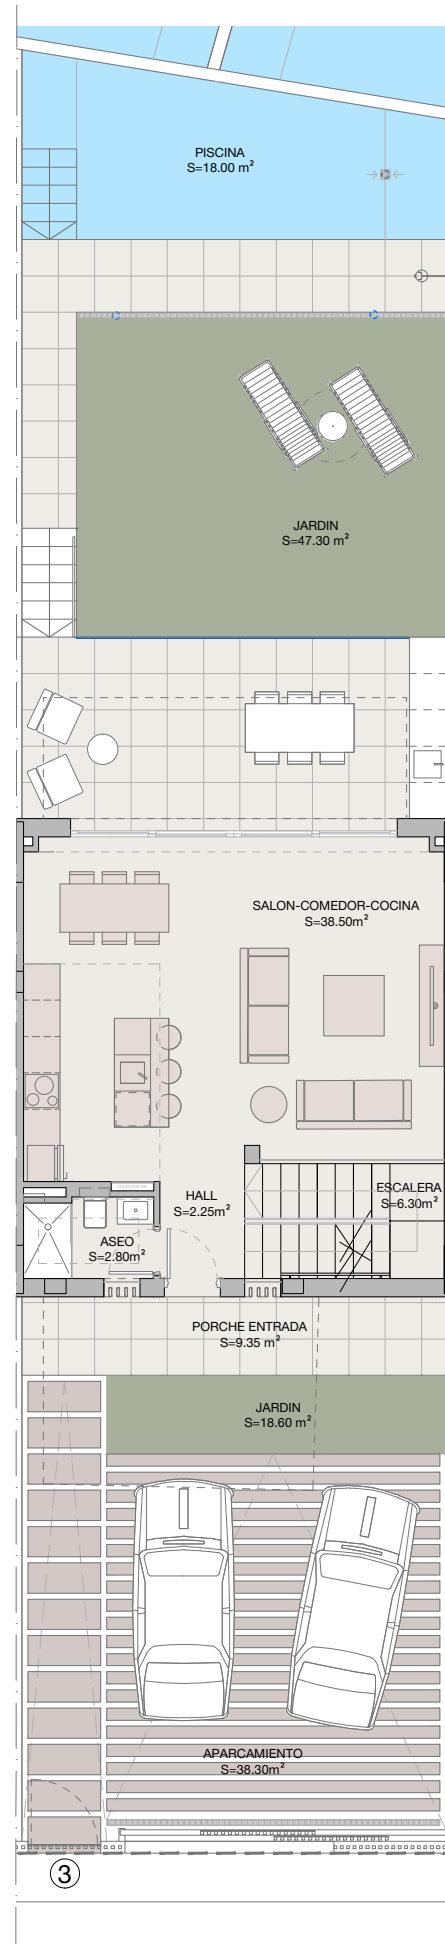 PISCINA
S=18.00 m²
JARDIN
S=47.30 m²
SALON-COMEDOR-COCINA
S=38.50m²
HALL
S=2.25m²
ESCALERA
S=6.30m²
ASEO
S=2.80m²
PORCHE ENTRADA
S=9.35 m²
JARDIN
S=18.60 m²
APARCAMIENTO
S=38.30m²
3